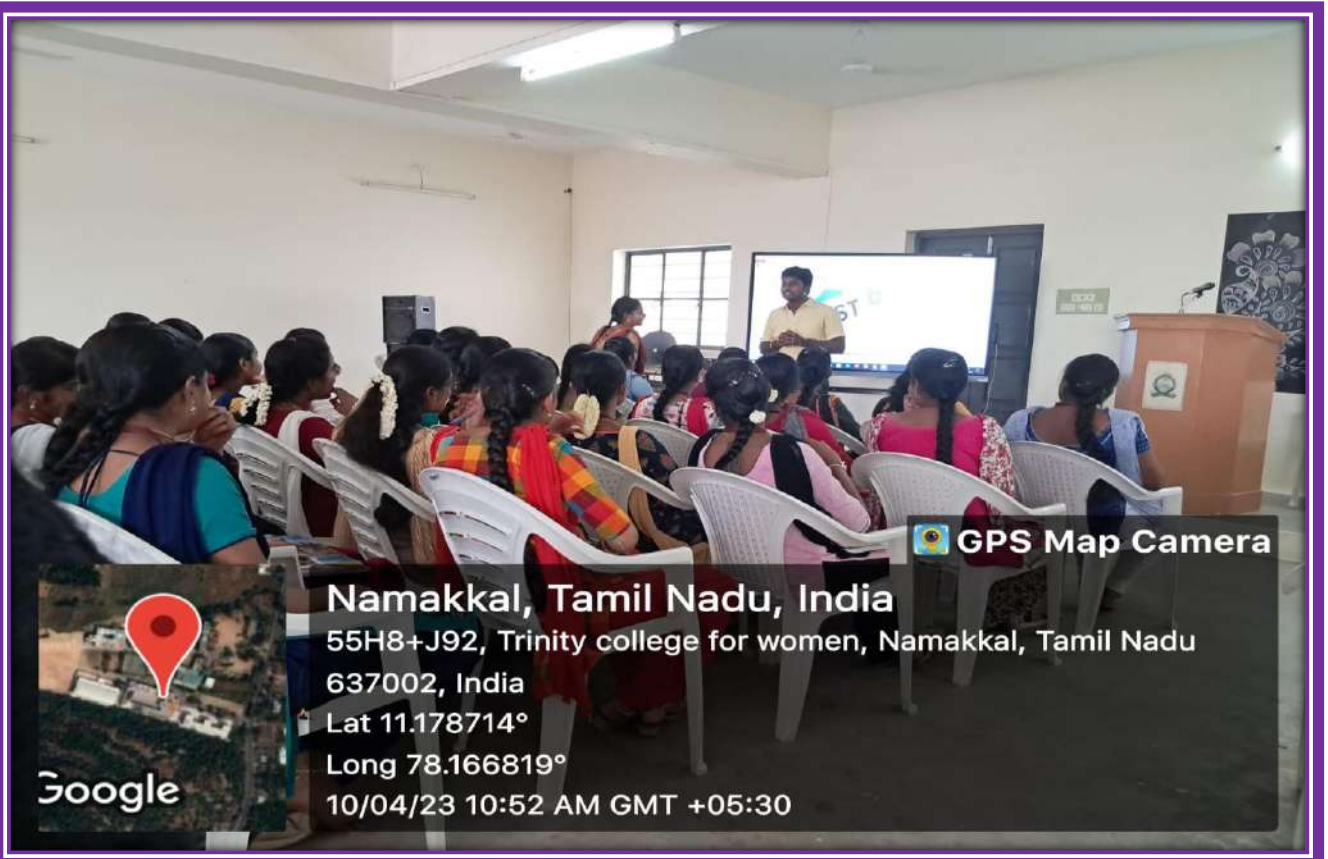 ST
GPS Map Camera
Namakkal, Tamil Nadu, India
55H8+J92, Trinity college for women, Namakkal, Tamil Nadu
637002, India
Lat 11.178714°
Long 78.166819°
10/04/23 10:52 AM GMT +05:30
Google